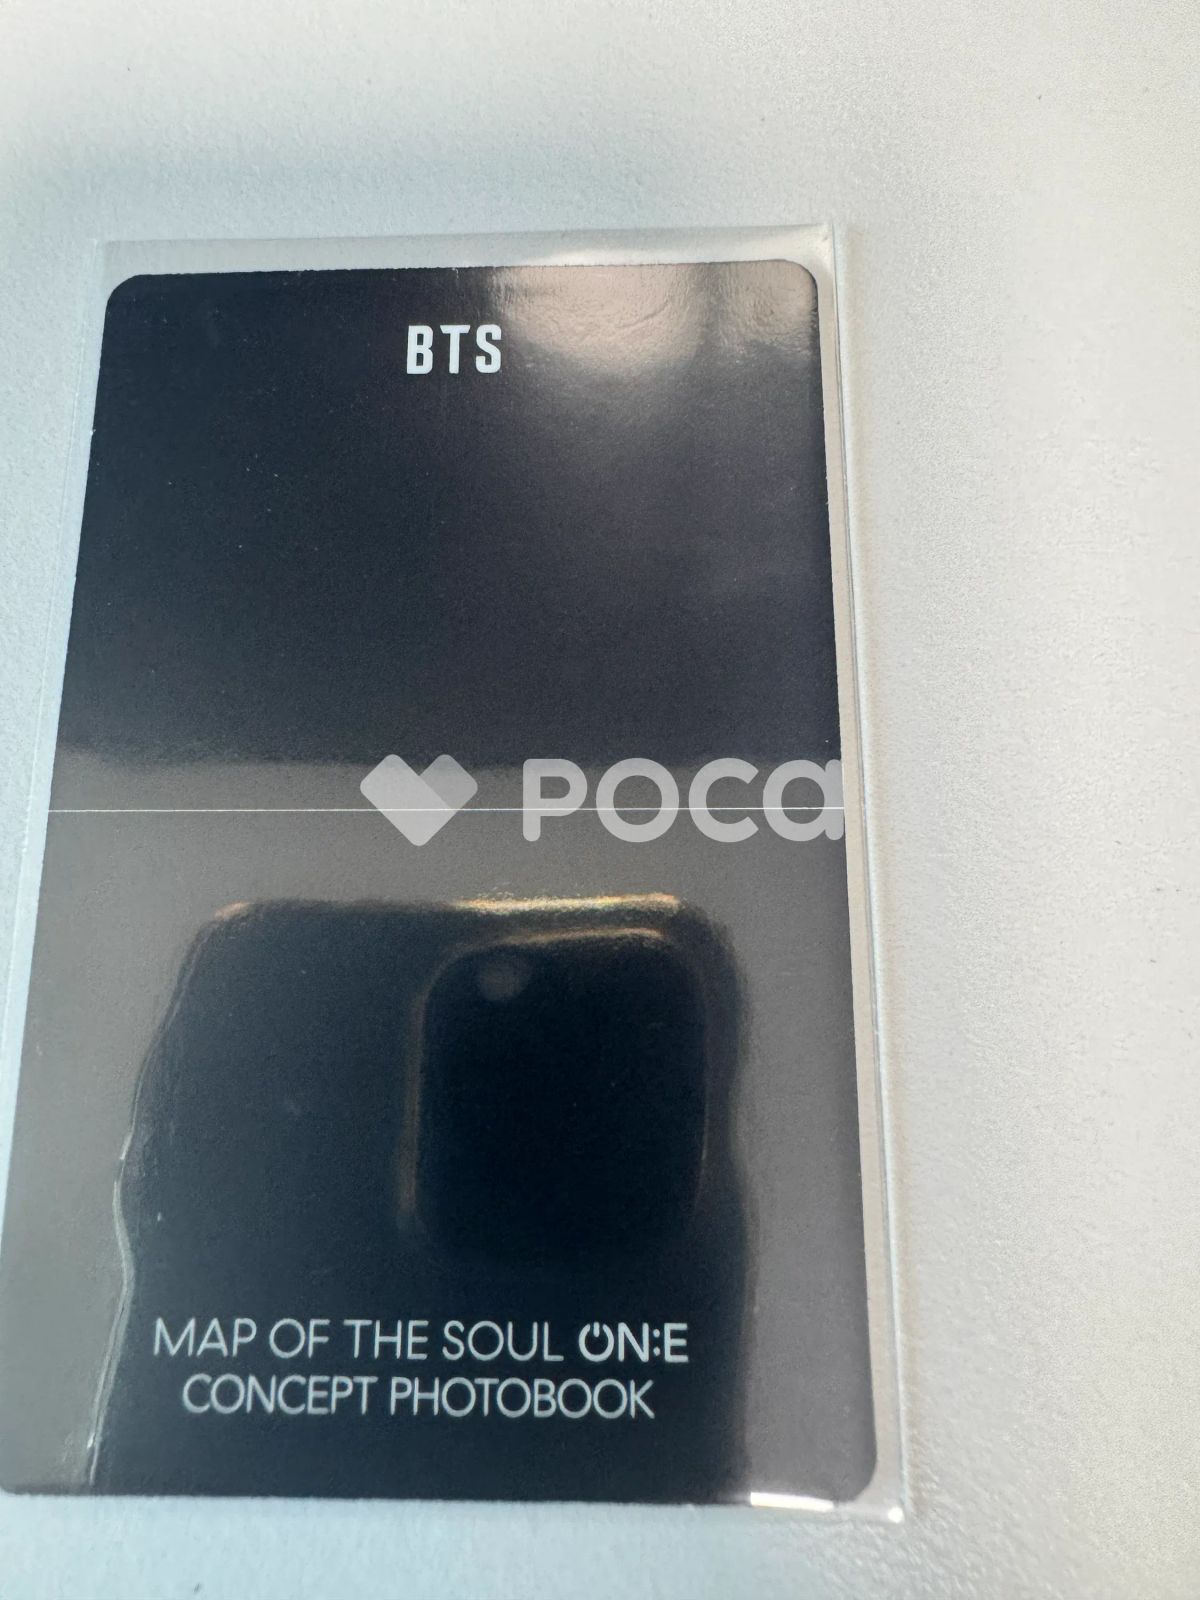 BTS
POCA
MAP OF THE SOUL ON:E
CONCEPT PHOTOBOOK